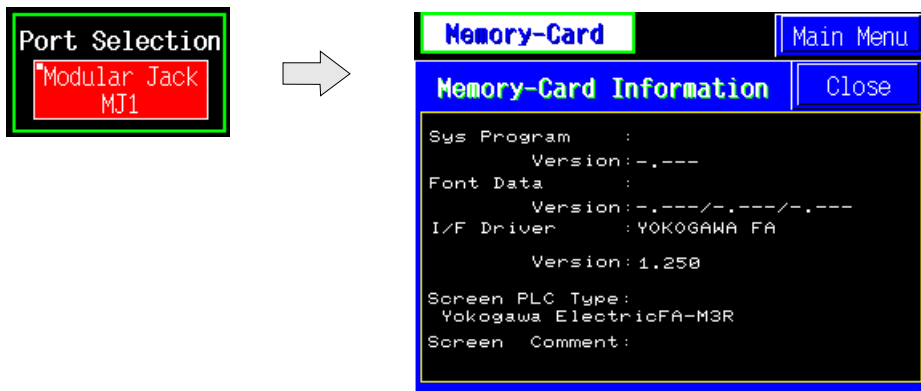 Port Selection
Modular Jack
MJ1
Memory-Card
Main Menu
Memory-Card Information
Close
Sys Program :
Version:-.---
Font Data :
Version:-.---/-.---/-.---
I/F Driver :YOKOGAWA FA
Version:1.250
Screen PLC Type:
Yokogawa ElectricFA-M3R
Screen Comment: